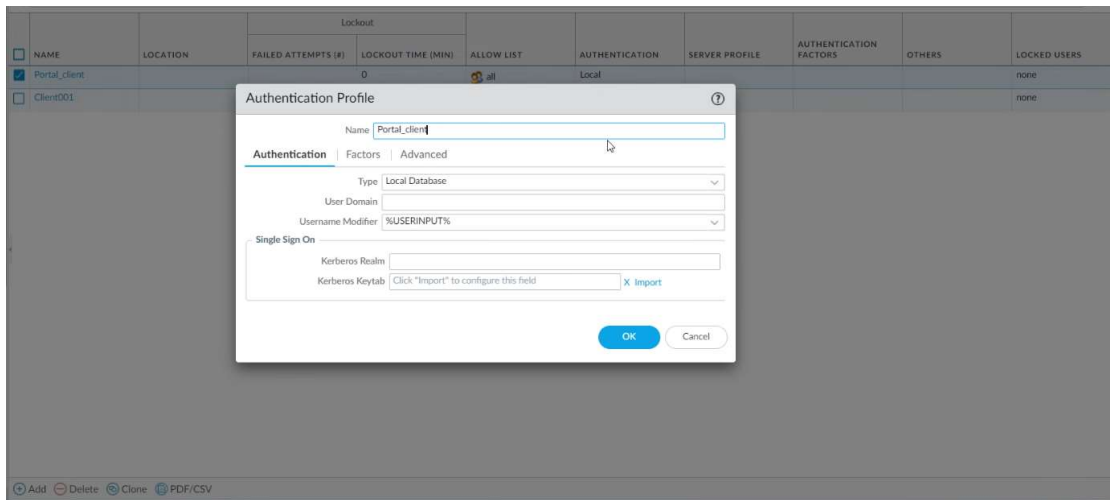 Lockout
NAME LOCATION FAILED ATTEMPTS (#) LOCKOUT TIME (MIN) ALLOW LIST AUTHENTICATION SERVER PROFILE AUTHENTICATION FACTORS OTHERS LOCKED USERS
Portal_client 0 all Local none
Client001 none
Authentication Profile
Name Portal_client
Authentication Factors Advanced
Type Local Database
User Domain
Username Modifier %USERINPUT%
Single Sign On
Kerberos Realm
Kerberos Keytab Click "Import" to configure this field X Import
OK Cancel
Add Delete Clone PDF/CSV